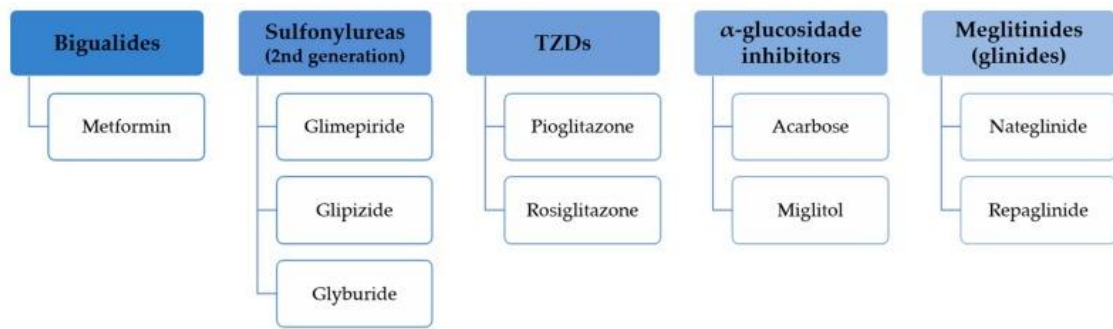 Bigualides
Metformin
Sulfonylureas
(2nd generation)
Glimepiride
Glipizide
Glyburide
TZDs
Pioglitazone
Rosiglitazone
α-glucosidade
inhibitors
Acarbose
Miglitol
Meglitinides
(glinides)
Nateglinide
Repaglinide